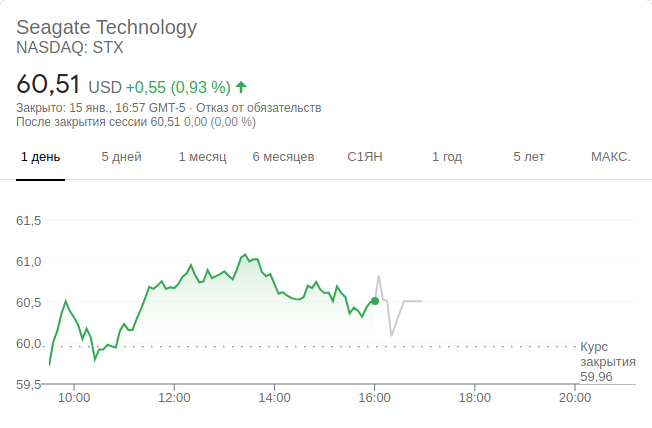 Seagate Technology
NASDAQ: STX
60,51 USD +0,55 (0,93 %)
Закрыто: 15 янв., 16:57 GMT-5 · Отказ от обязательств
После закрытия сессии 60,51 0,00 (0,00 %)
1 день 5 дней 1 месяц 6 месяцев С1ЯН 1 год 5 лет МАКС.
61,5
61,0
60,5
60,0
Курс
закрытия
59,96
59,5
10:00 12:00 14:00 16:00 18:00 20:00